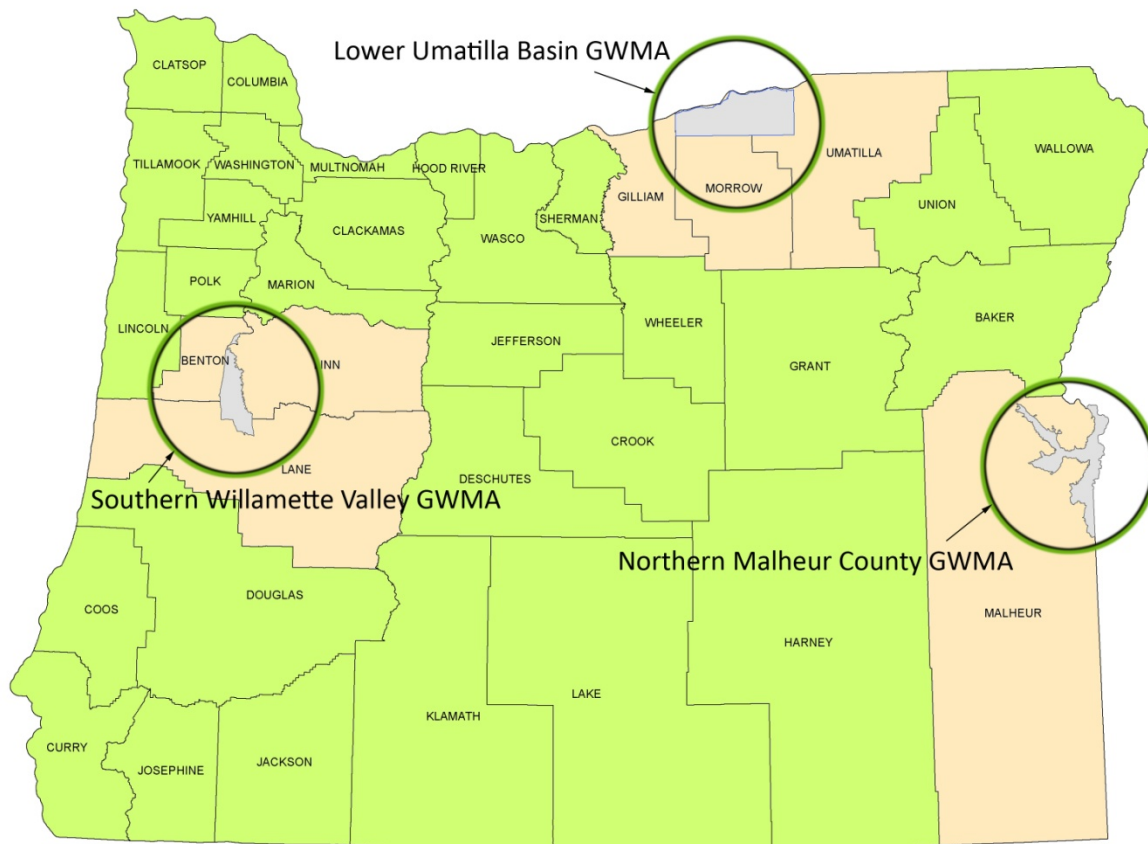 Lower Umatilla Basin GWMA
CLATSOP
COLUMBIA
TILLAMOOK
WASHINGTON
MULTNOMAH
HOOD RIVER
WALLOWA
UMATILLA
UNION
GILLIAM
MORROW
SHERMAN
WASCO
YAMHILL
CLACKAMAS
POLK
MARION
LINCOLN
BENTON
INN
JEFFERSON
WHEELER
GRANT
BAKER
CROOK
DESCHUTES
LANE
Southern Willamette Valley GWMA
Northern Malheur County GWMA
MALHEUR
COOS
DOUGLAS
HARNEY
LAKE
KLAMATH
CURRY
JOSEPHINE
JACKSON